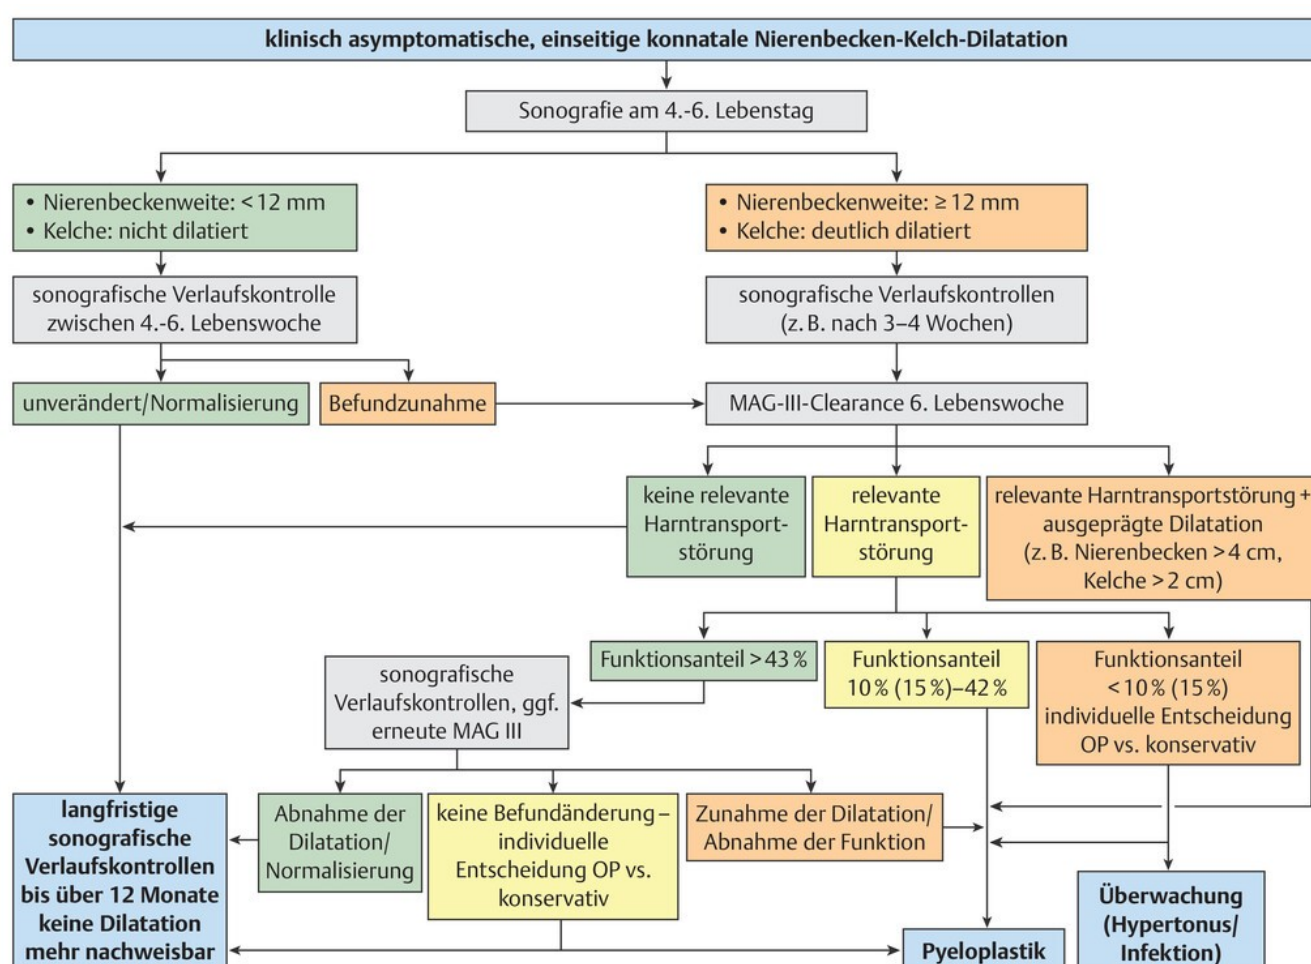 klinisch asymptomatische, einseitige konnatale Nierenbecken-Kelch-Dilatation
Sonografie am 4.-6. Lebenstag
• Nierenbeckenweite: < 12 mm
• Kelche: nicht dilatiert
• Nierenbeckenweite: ≥ 12 mm
• Kelche: deutlich dilatiert
sonografische Verlaufskontrolle
zwischen 4.-6. Lebenswoche
sonografische Verlaufskontrollen
(z. B. nach 3–4 Wochen)
unverändert/Normalisierung
Befundzunahme
MAG-III-Clearance 6. Lebenswoche
keine relevante
Harntransport-
störung
relevante
Harntransport-
störung
relevante Harntransportstörung +
ausgeprägte Dilatation
(z. B. Nierenbecken > 4 cm,
Kelche > 2 cm)
Funktionsanteil > 43 %
Funktionsanteil
10 % (15 %)–42 %
Funktionsanteil
< 10 % (15 %)
individuelle Entscheidung
OP vs. konservativ
sonografische
Verlaufskontrollen, ggf.
erneute MAG III
langfristige
sonografische
Verlaufskontrollen
bis über 12 Monate
keine Dilatation
mehr nachweisbar
Abnahme der
Dilatation/
Normalisierung
keine Befundänderung –
individuelle
Entscheidung OP vs.
konservativ
Zunahme der Dilatation/
Abnahme der Funktion
Pyeloplastik
Überwachung
(Hypertonus/
Infektion)